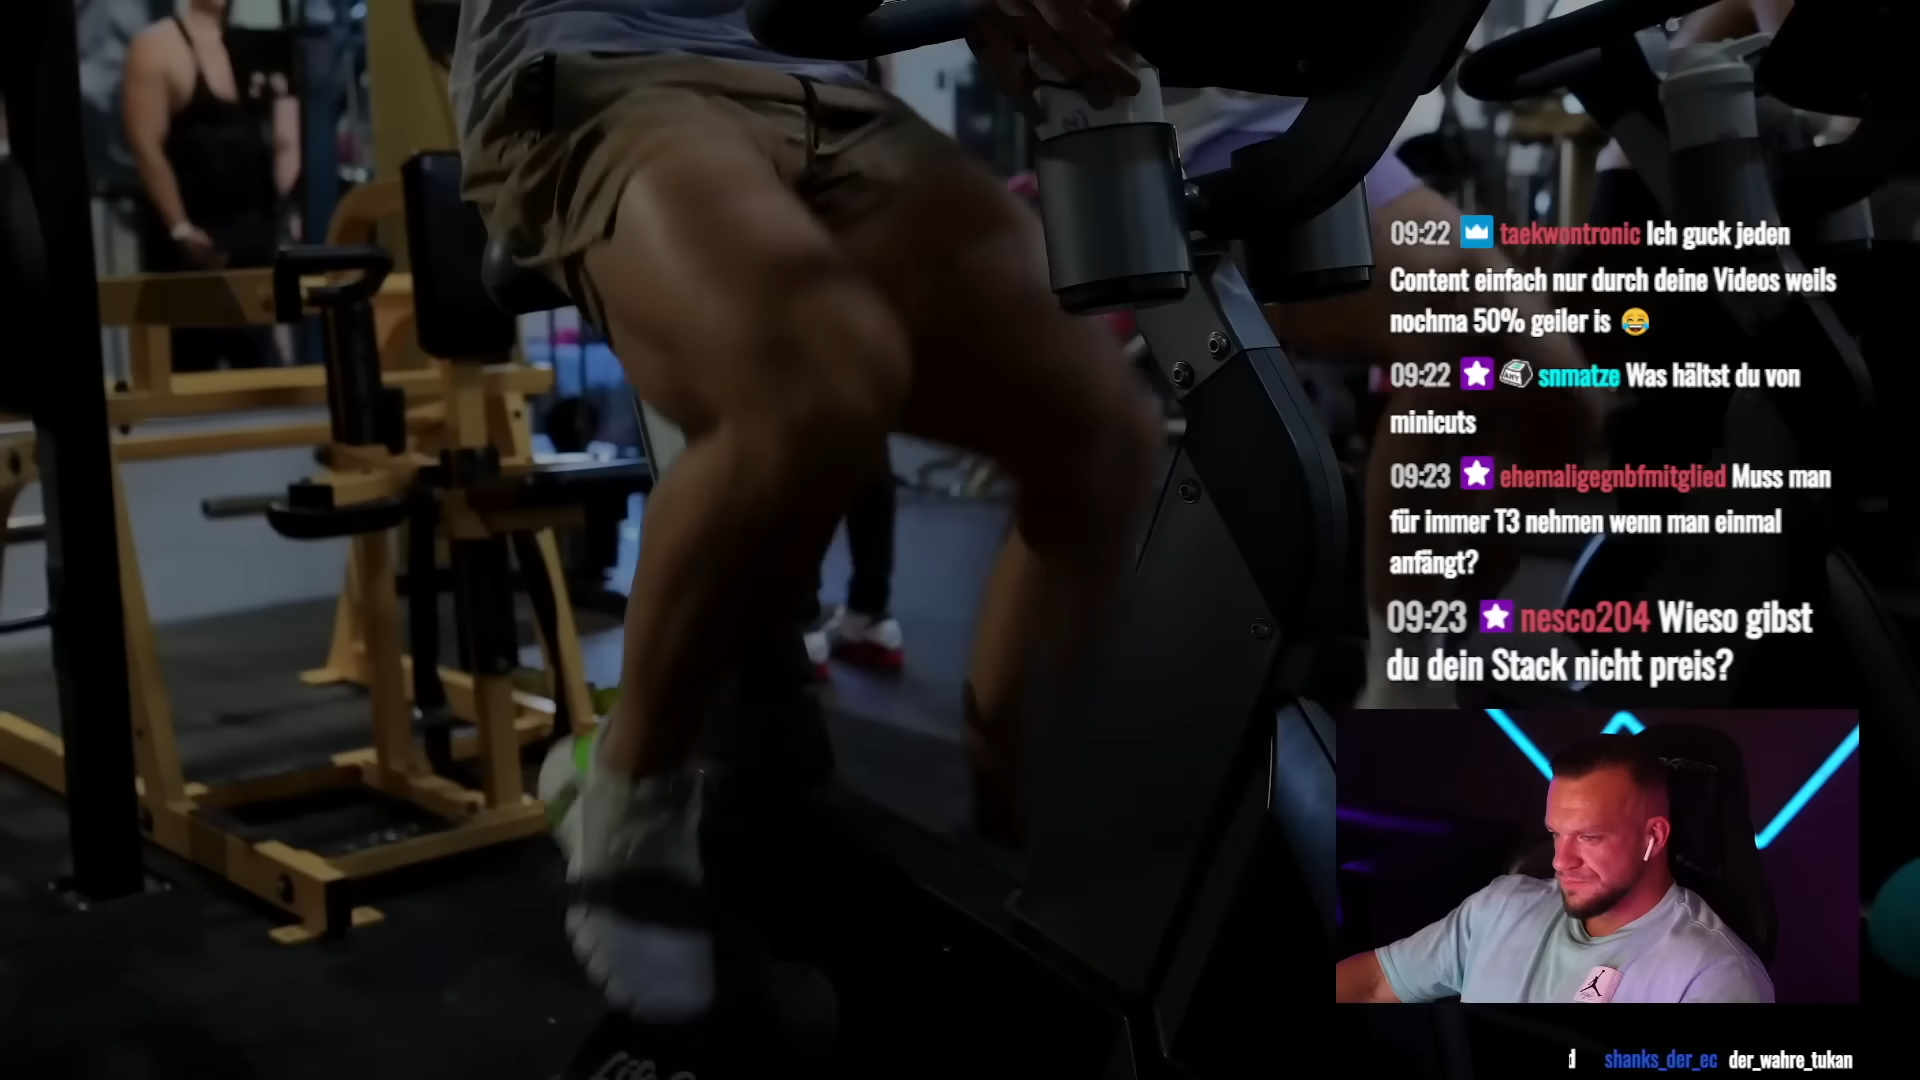 09:22 taekwontronic Ich guck jeden
Content einfach nur durch deine Videos weils
nochma 50% geiler is 😂
09:22 snmatze Was hältst du von
minicuts
09:23 ehemaligegnbfmitglied Muss man
für immer T3 nehmen wenn man einmal
anfängt?
09:23 nesco204 Wieso gibst
du dein Stack nicht preis?
shanks_der_ec der_wahre_tukan